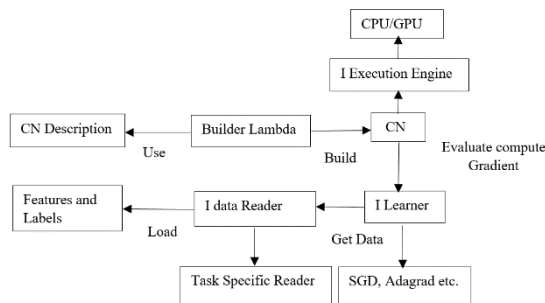 CPU/GPU
I Execution Engine
CN Description
Builder Lambda
CN
Use
Build
Evaluate compute
Gradient
Features and
Labels
I data Reader
I Learner
Load
Get Data
Task Specific Reader
SGD, Adagrad etc.